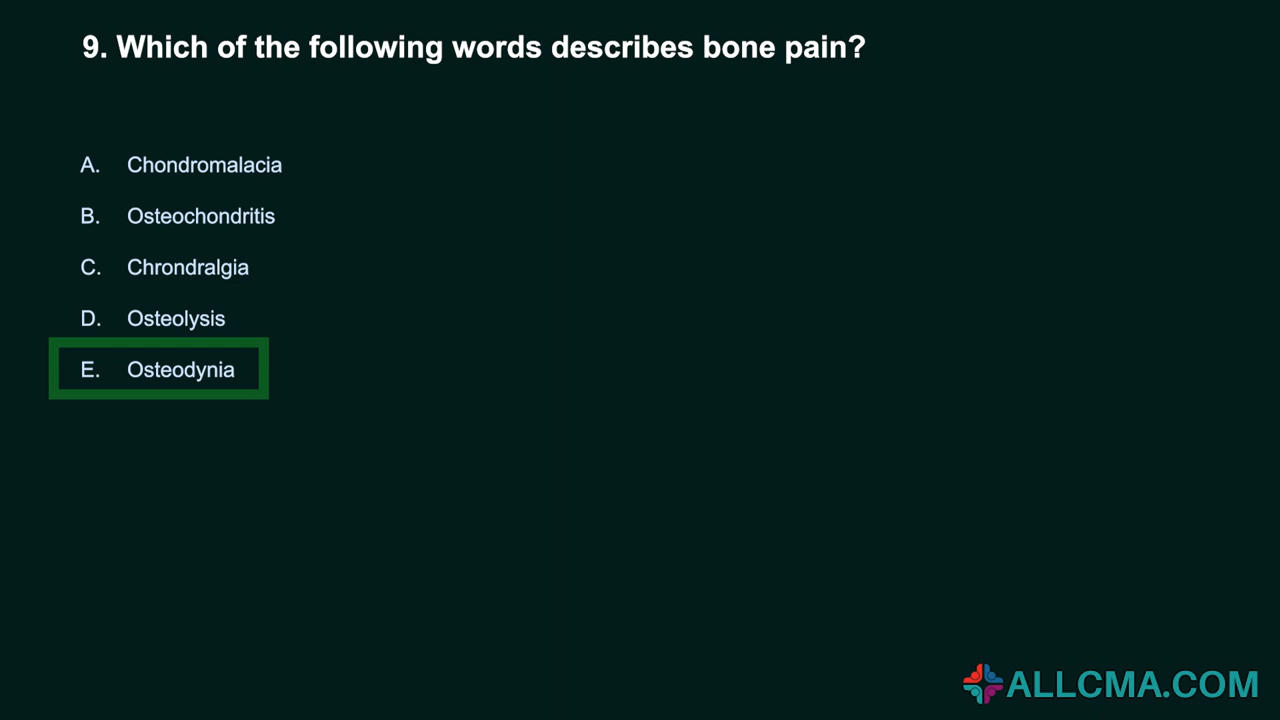 9. Which of the following words describes bone pain?
A. Chondromalacia
B. Osteochondritis
C. Chrondralgia
D. Osteolysis
E. Osteodynia
ALLCMA.COM